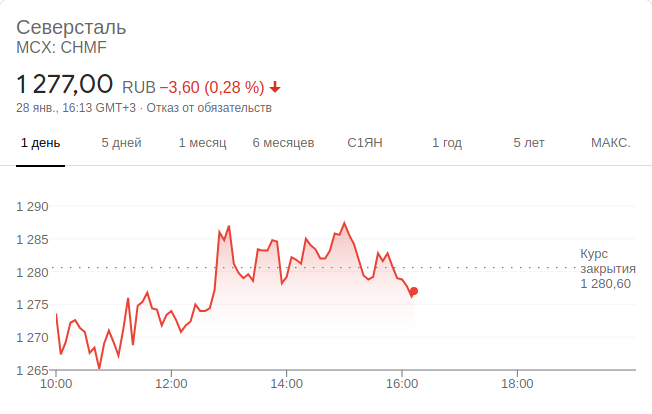 Северсталь
MCX: CHMF
1 277,00 RUB −3,60 (0,28 %)
28 янв., 16:13 GMT+3 · Отказ от обязательств
1 день 5 дней 1 месяц 6 месяцев С1ЯН 1 год 5 лет МАКС.
1 290
1 285
Курс
закрытия
1 280,60
1 280
1 275
1 270
1 265
10:00 12:00 14:00 16:00 18:00